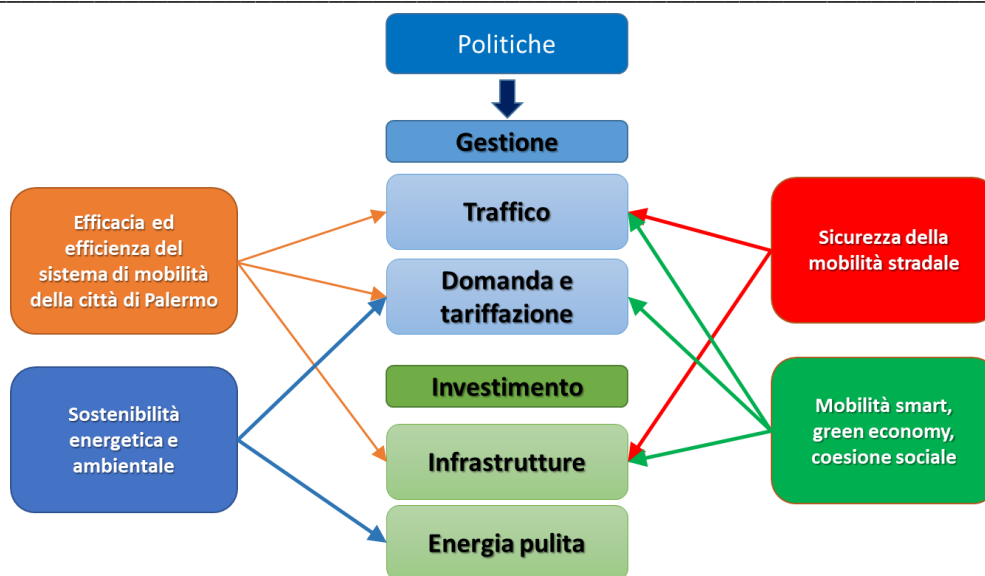 Politiche
Gestione
Traffico
Domanda e
tariffazione
Investimento
Infrastrutture
Energia pulita
Efficacia ed
efficienza del
sistema di mobilità
della città di Palermo
Sostenibilità
energetica e
ambientale
Sicurezza della
mobilità stradale
Mobilità smart,
green economy,
coesione sociale